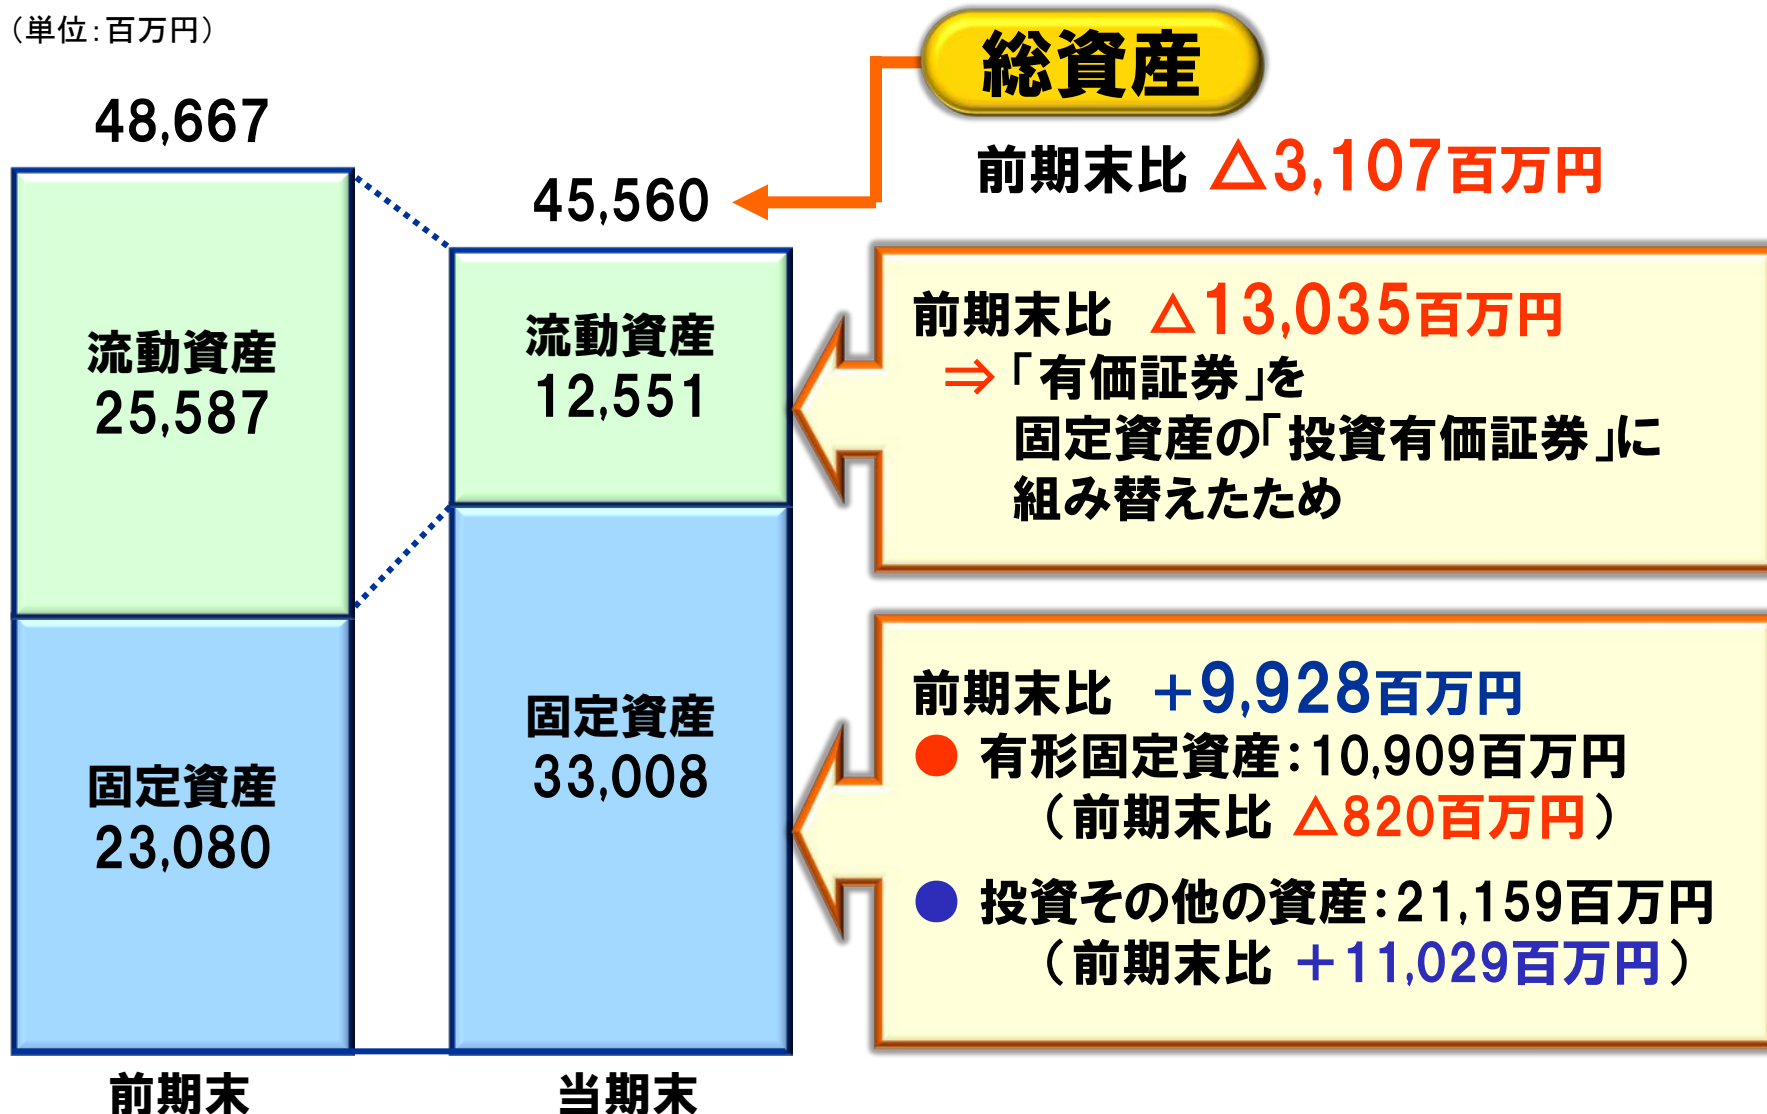 （単位：百万円）
総資産
前期末比 △3,107百万円
48,667
45,560
流動資産
25,587
流動資産
12,551
前期末比 △13,035百万円
⇒「有価証券」を
固定資産の「投資有価証券」に
組み替えたため
固定資産
23,080
固定資産
33,008
前期末比 ＋9,928百万円
● 有形固定資産：10,909百万円
（前期末比 △820百万円）
● 投資その他の資産：21,159百万円
（前期末比 ＋11,029百万円）
前期末
当期末